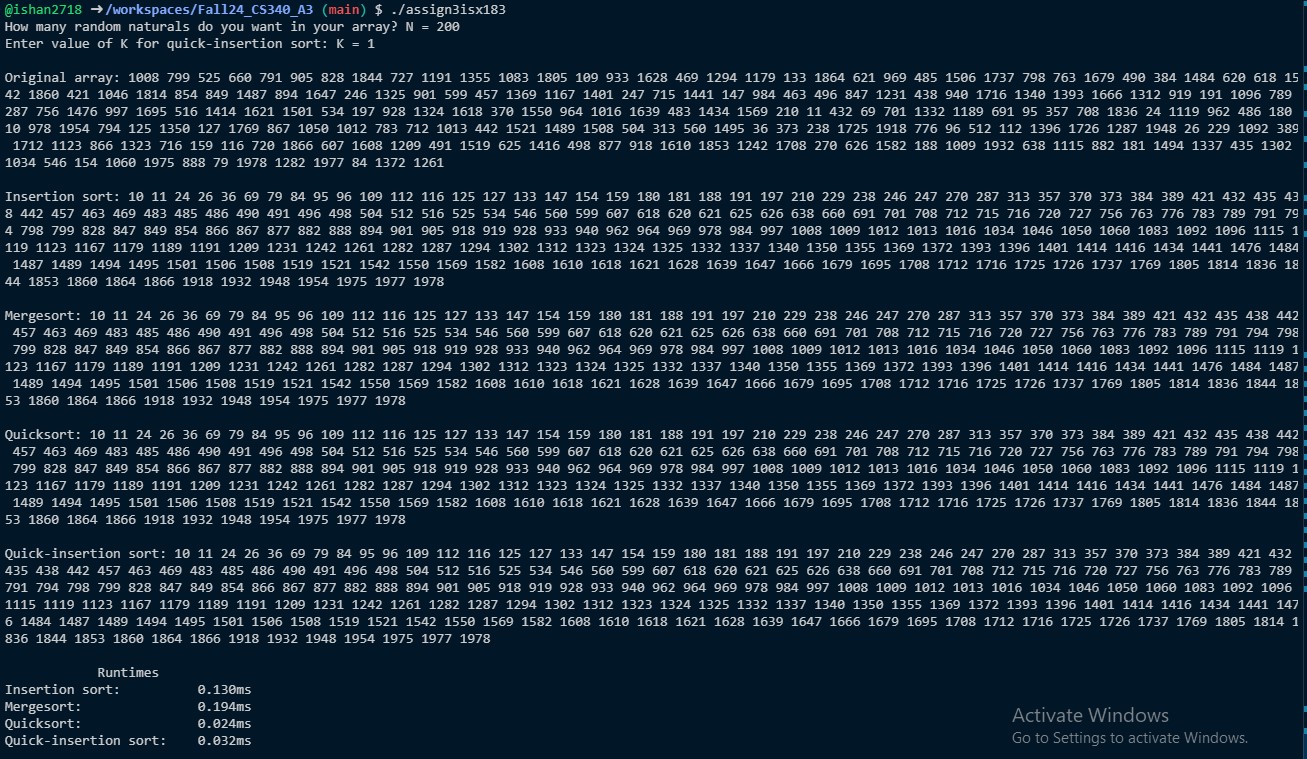 @ishan2718 ➜/workspaces/Fall24_CS340_A3 (main) $ ./assign3isx183
How many random naturals do you want in your array? N = 200
Enter value of K for quick-insertion sort: K = 1
Original array: 1008 799 525 660 791 905 828 1844 727 1191 1355 1083 1805 109 933 1628 469 1294 1179 133 1864 621 969 485 1506 1737 798 763 1679 490 384 1484 620 618 15
42 1860 421 1046 1814 854 849 1487 894 1647 246 1325 901 599 457 1369 1167 1401 247 715 1441 147 984 463 496 847 1231 438 940 1716 1340 1393 1666 1312 919 191 1096 789
287 756 1476 997 1695 516 1414 1621 1501 534 197 928 1324 1618 370 1550 964 1016 1639 483 1434 1569 210 11 432 69 701 1332 1189 691 95 357 708 1836 24 1119 962 486 180
10 978 1954 794 125 1350 127 1769 867 1050 1012 783 712 1013 442 1521 1489 1508 504 313 560 1495 36 373 238 1725 1918 776 96 512 112 1396 1726 1287 1948 26 229 1092 389
1712 1123 866 1323 716 159 116 720 1866 607 1608 1209 491 1519 625 1416 498 877 918 1610 1853 1242 1708 270 626 1582 188 1009 1932 638 1115 882 181 1494 1337 435 1302
1034 546 154 1060 1975 888 79 1978 1282 1977 84 1372 1261
Insertion sort: 10 11 24 26 36 69 79 84 95 96 109 112 116 125 127 133 147 154 159 180 181 188 191 197 210 229 238 246 247 270 287 313 357 370 373 384 389 421 432 435 43
8 442 457 463 469 483 485 486 490 491 496 498 504 512 516 525 534 546 560 599 607 618 620 621 625 626 638 660 691 701 708 712 715 716 720 727 756 763 776 783 789 791 79
4 798 799 828 847 849 854 866 867 877 882 888 894 901 905 918 919 928 933 940 962 964 969 978 984 997 1008 1009 1012 1013 1016 1034 1046 1050 1060 1083 1092 1096 1115 1
119 1123 1167 1179 1189 1191 1209 1231 1242 1261 1282 1287 1294 1302 1312 1323 1324 1325 1332 1337 1340 1350 1355 1369 1372 1393 1396 1401 1414 1416 1434 1441 1476 1484
1487 1489 1494 1495 1501 1506 1508 1519 1521 1542 1550 1569 1582 1608 1610 1618 1621 1628 1639 1647 1666 1679 1695 1708 1712 1716 1725 1726 1737 1769 1805 1814 1836 18
44 1853 1860 1864 1866 1918 1932 1948 1954 1975 1977 1978
Mergesort: 10 11 24 26 36 69 79 84 95 96 109 112 116 125 127 133 147 154 159 180 181 188 191 197 210 229 238 246 247 270 287 313 357 370 373 384 389 421 432 435 438 442
457 463 469 483 485 486 490 491 496 498 504 512 516 525 534 546 560 599 607 618 620 621 625 626 638 660 691 701 708 712 715 716 720 727 756 763 776 783 789 791 794 798
799 828 847 849 854 866 867 877 882 888 894 901 905 918 919 928 933 940 962 964 969 978 984 997 1008 1009 1012 1013 1016 1034 1046 1050 1060 1083 1092 1096 1115 1119 1
123 1167 1179 1189 1191 1209 1231 1242 1261 1282 1287 1294 1302 1312 1323 1324 1325 1332 1337 1340 1350 1355 1369 1372 1393 1396 1401 1414 1416 1434 1441 1476 1484 1487
1489 1494 1495 1501 1506 1508 1519 1521 1542 1550 1569 1582 1608 1610 1618 1621 1628 1639 1647 1666 1679 1695 1708 1712 1716 1725 1726 1737 1769 1805 1814 1836 1844 18
53 1860 1864 1866 1918 1932 1948 1954 1975 1977 1978
Quicksort: 10 11 24 26 36 69 79 84 95 96 109 112 116 125 127 133 147 154 159 180 181 188 191 197 210 229 238 246 247 270 287 313 357 370 373 384 389 421 432 435 438 442
457 463 469 483 485 486 490 491 496 498 504 512 516 525 534 546 560 599 607 618 620 621 625 626 638 660 691 701 708 712 715 716 720 727 756 763 776 783 789 791 794 798
799 828 847 849 854 866 867 877 882 888 894 901 905 918 919 928 933 940 962 964 969 978 984 997 1008 1009 1012 1013 1016 1034 1046 1050 1060 1083 1092 1096 1115 1119 1
123 1167 1179 1189 1191 1209 1231 1242 1261 1282 1287 1294 1302 1312 1323 1324 1325 1332 1337 1340 1350 1355 1369 1372 1393 1396 1401 1414 1416 1434 1441 1476 1484 1487
1489 1494 1495 1501 1506 1508 1519 1521 1542 1550 1569 1582 1608 1610 1618 1621 1628 1639 1647 1666 1679 1695 1708 1712 1716 1725 1726 1737 1769 1805 1814 1836 1844 18
53 1860 1864 1866 1918 1932 1948 1954 1975 1977 1978
Quick-insertion sort: 10 11 24 26 36 69 79 84 95 96 109 112 116 125 127 133 147 154 159 180 181 188 191 197 210 229 238 246 247 270 287 313 357 370 373 384 389 421 432
435 438 442 457 463 469 483 485 486 490 491 496 498 504 512 516 525 534 546 560 599 607 618 620 621 625 626 638 660 691 701 708 712 715 716 720 727 756 763 776 783 789
791 794 798 799 828 847 849 854 866 867 877 882 888 894 901 905 918 919 928 933 940 962 964 969 978 984 997 1008 1009 1012 1013 1016 1034 1046 1050 1060 1083 1092 1096
1115 1119 1123 1167 1179 1189 1191 1209 1231 1242 1261 1282 1287 1294 1302 1312 1323 1324 1325 1332 1337 1340 1350 1355 1369 1372 1393 1396 1401 1414 1416 1434 1441 147
6 1484 1487 1489 1494 1495 1501 1506 1508 1519 1521 1542 1550 1569 1582 1608 1610 1618 1621 1628 1639 1647 1666 1679 1695 1708 1712 1716 1725 1726 1737 1769 1805 1814 1
836 1844 1853 1860 1864 1866 1918 1932 1948 1954 1975 1977 1978
Runtimes
Insertion sort: 0.130ms
Mergesort: 0.194ms
Quicksort: 0.024ms
Quick-insertion sort: 0.032ms
Activate Windows
Go to Settings to activate Windows.